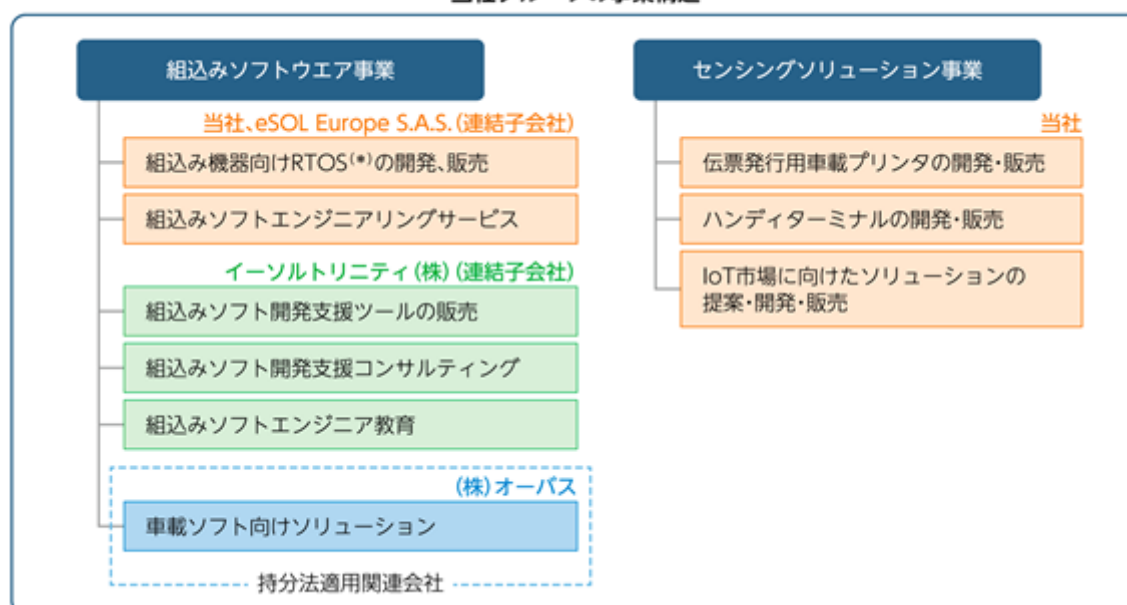 組込みソフトウエア事業
当社、eSOL Europe S.A.S.(連結子会社)
組込み機器向けRTOS(*)の開発、販売
組込みソフトエンジニアリングサービス
イーソルトリニティ(株)(連結子会社)
組込みソフト開発支援ツールの販売
組込みソフト開発支援コンサルティング
組込みソフトエンジニア教育
(株)オーバス
車載ソフト向けソリューション
持分法適用関連会社
センシングソリューション事業
当社
伝票発行用車載プリンタの開発・販売
ハンディターミナルの開発・販売
IoT市場に向けたソリューションの
提案・開発・販売